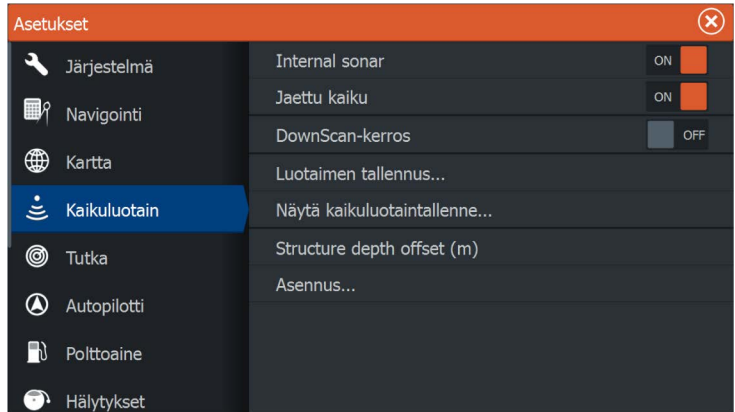 Asetukset
Järjestelmä
Navigointi
Kartta
Kaikuluotain
Tutka
Autopilotti
Polttoaine
Hälytykset
Internal sonar ON
Jaettu kaiku ON
DownScan-kerros OFF
Luotaimen tallennus...
Näytä kaikuluotaintallenne...
Structure depth offset (m)
Asennus...